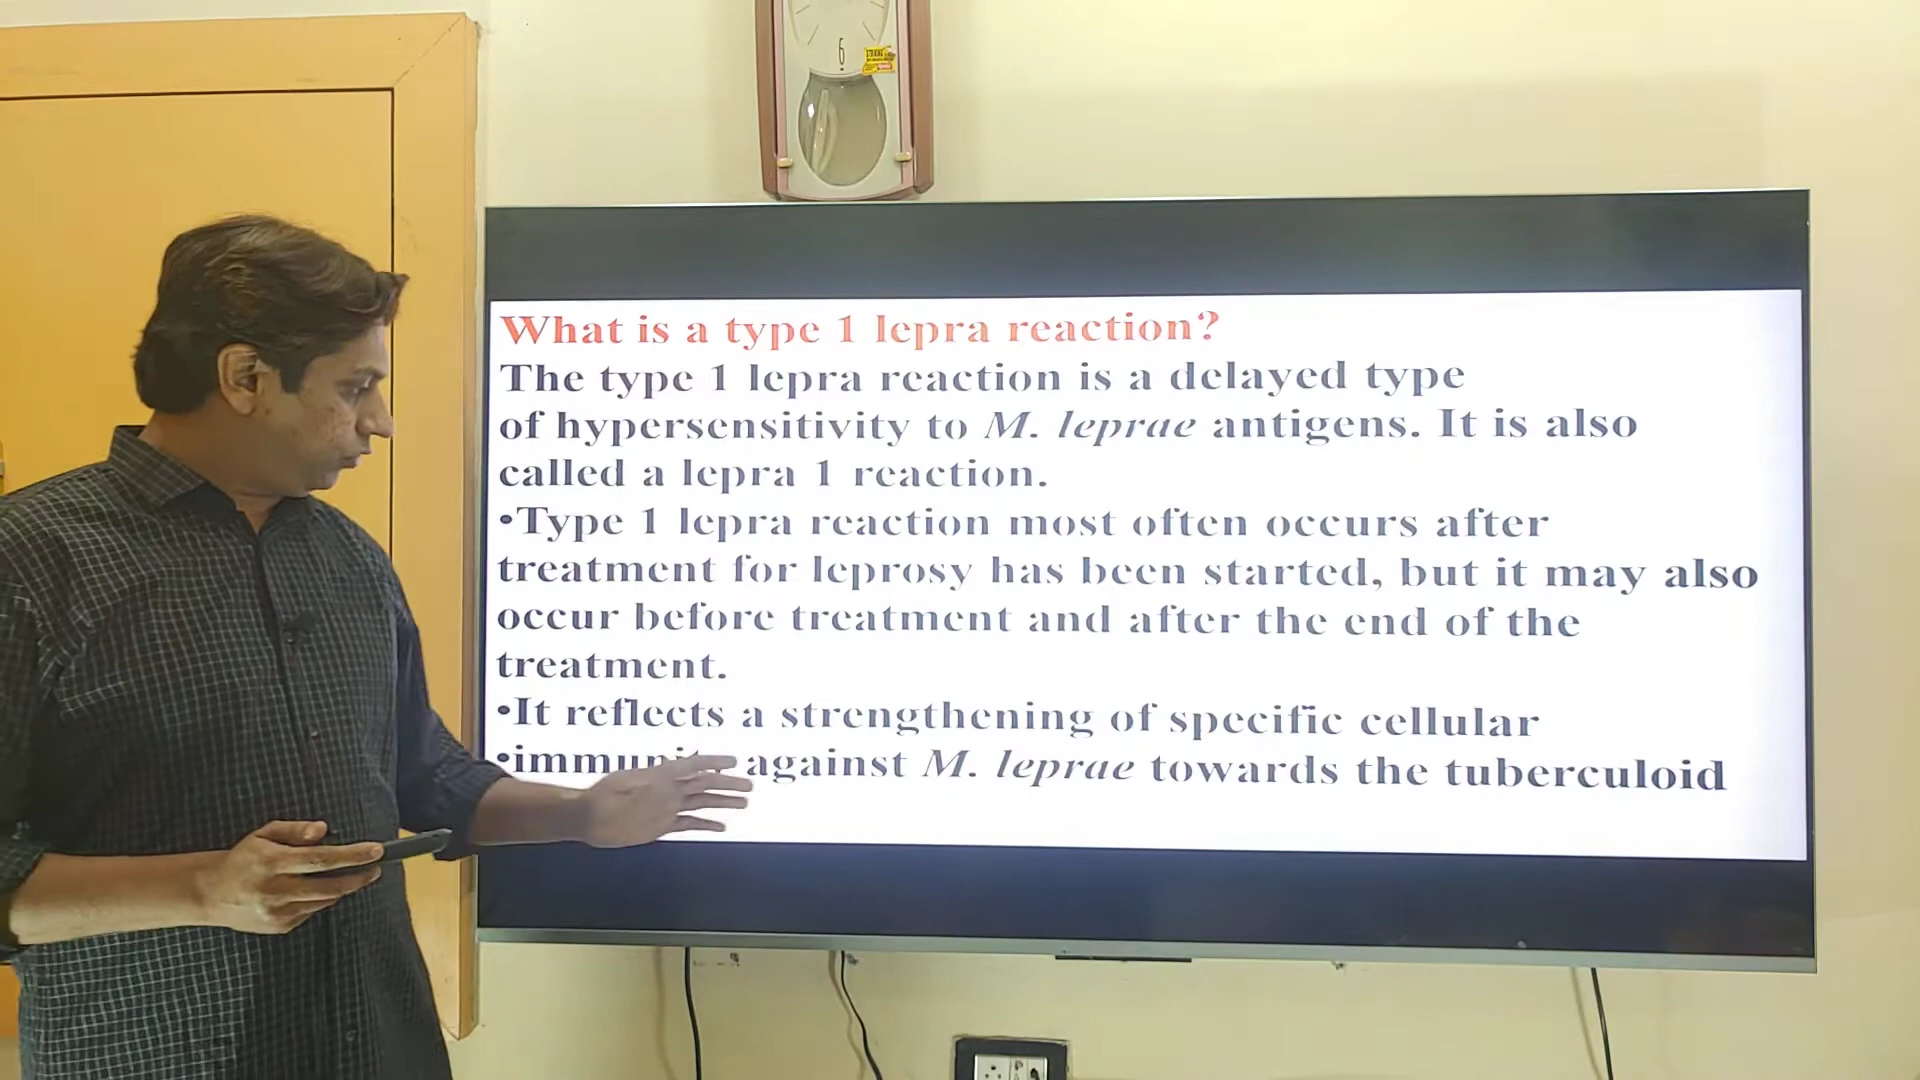 6
What is a type 1 lepra reaction?
The type 1 lepra reaction is a delayed type
of hypersensitivity to M. leprae antigens. It is also
called a lepra 1 reaction.
•Type 1 lepra reaction most often occurs after
treatment for leprosy has been started, but it may also
occur before treatment and after the end of the
treatment.
•It reflects a strengthening of specific cellular
•immunity against M. leprae towards the tuberculoid